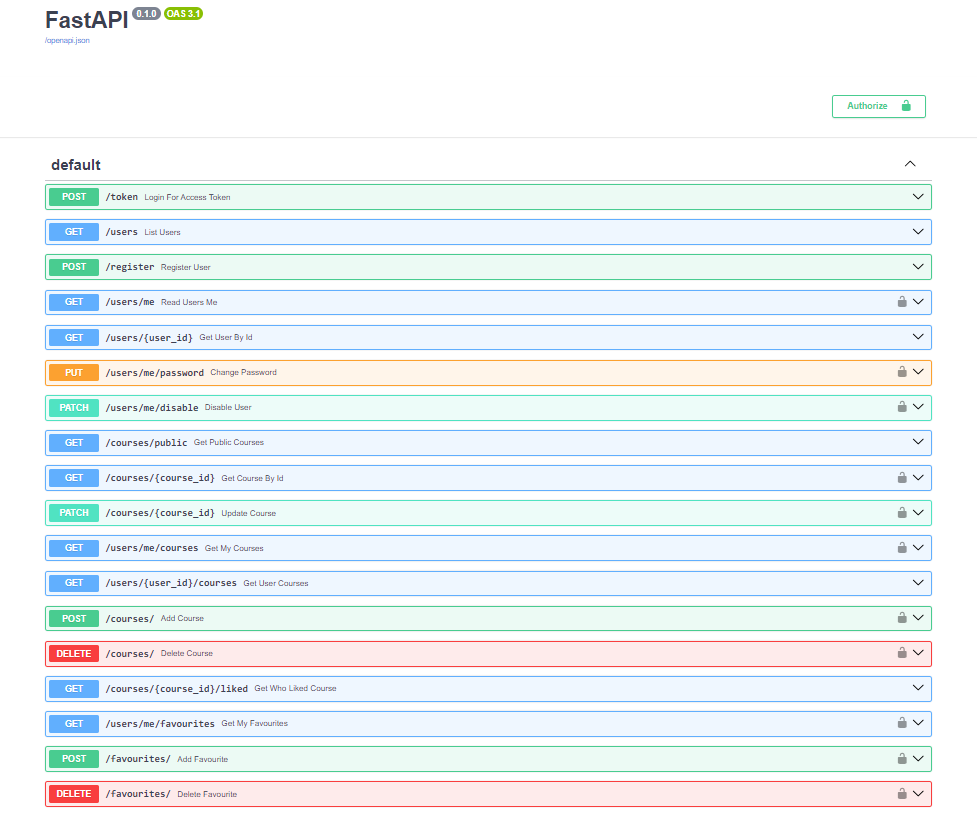 FastAPI 0.1.0 OAS 3.1
/openapi.json
Authorize
default
POST /token Login For Access Token
GET /users List Users
POST /register Register User
GET /users/me Read Users Me
GET /users/{user_id} Get User By Id
PUT /users/me/password Change Password
PATCH /users/me/disable Disable User
GET /courses/public Get Public Courses
GET /courses/{course_id} Get Course By Id
PATCH /courses/{course_id} Update Course
GET /users/me/courses Get My Courses
GET /users/{user_id}/courses Get User Courses
POST /courses/ Add Course
DELETE /courses/ Delete Course
GET /courses/{course_id}/liked Get Who Liked Course
GET /users/me/favourites Get My Favourites
POST /favourites/ Add Favourite
DELETE /favourites/ Delete Favourite